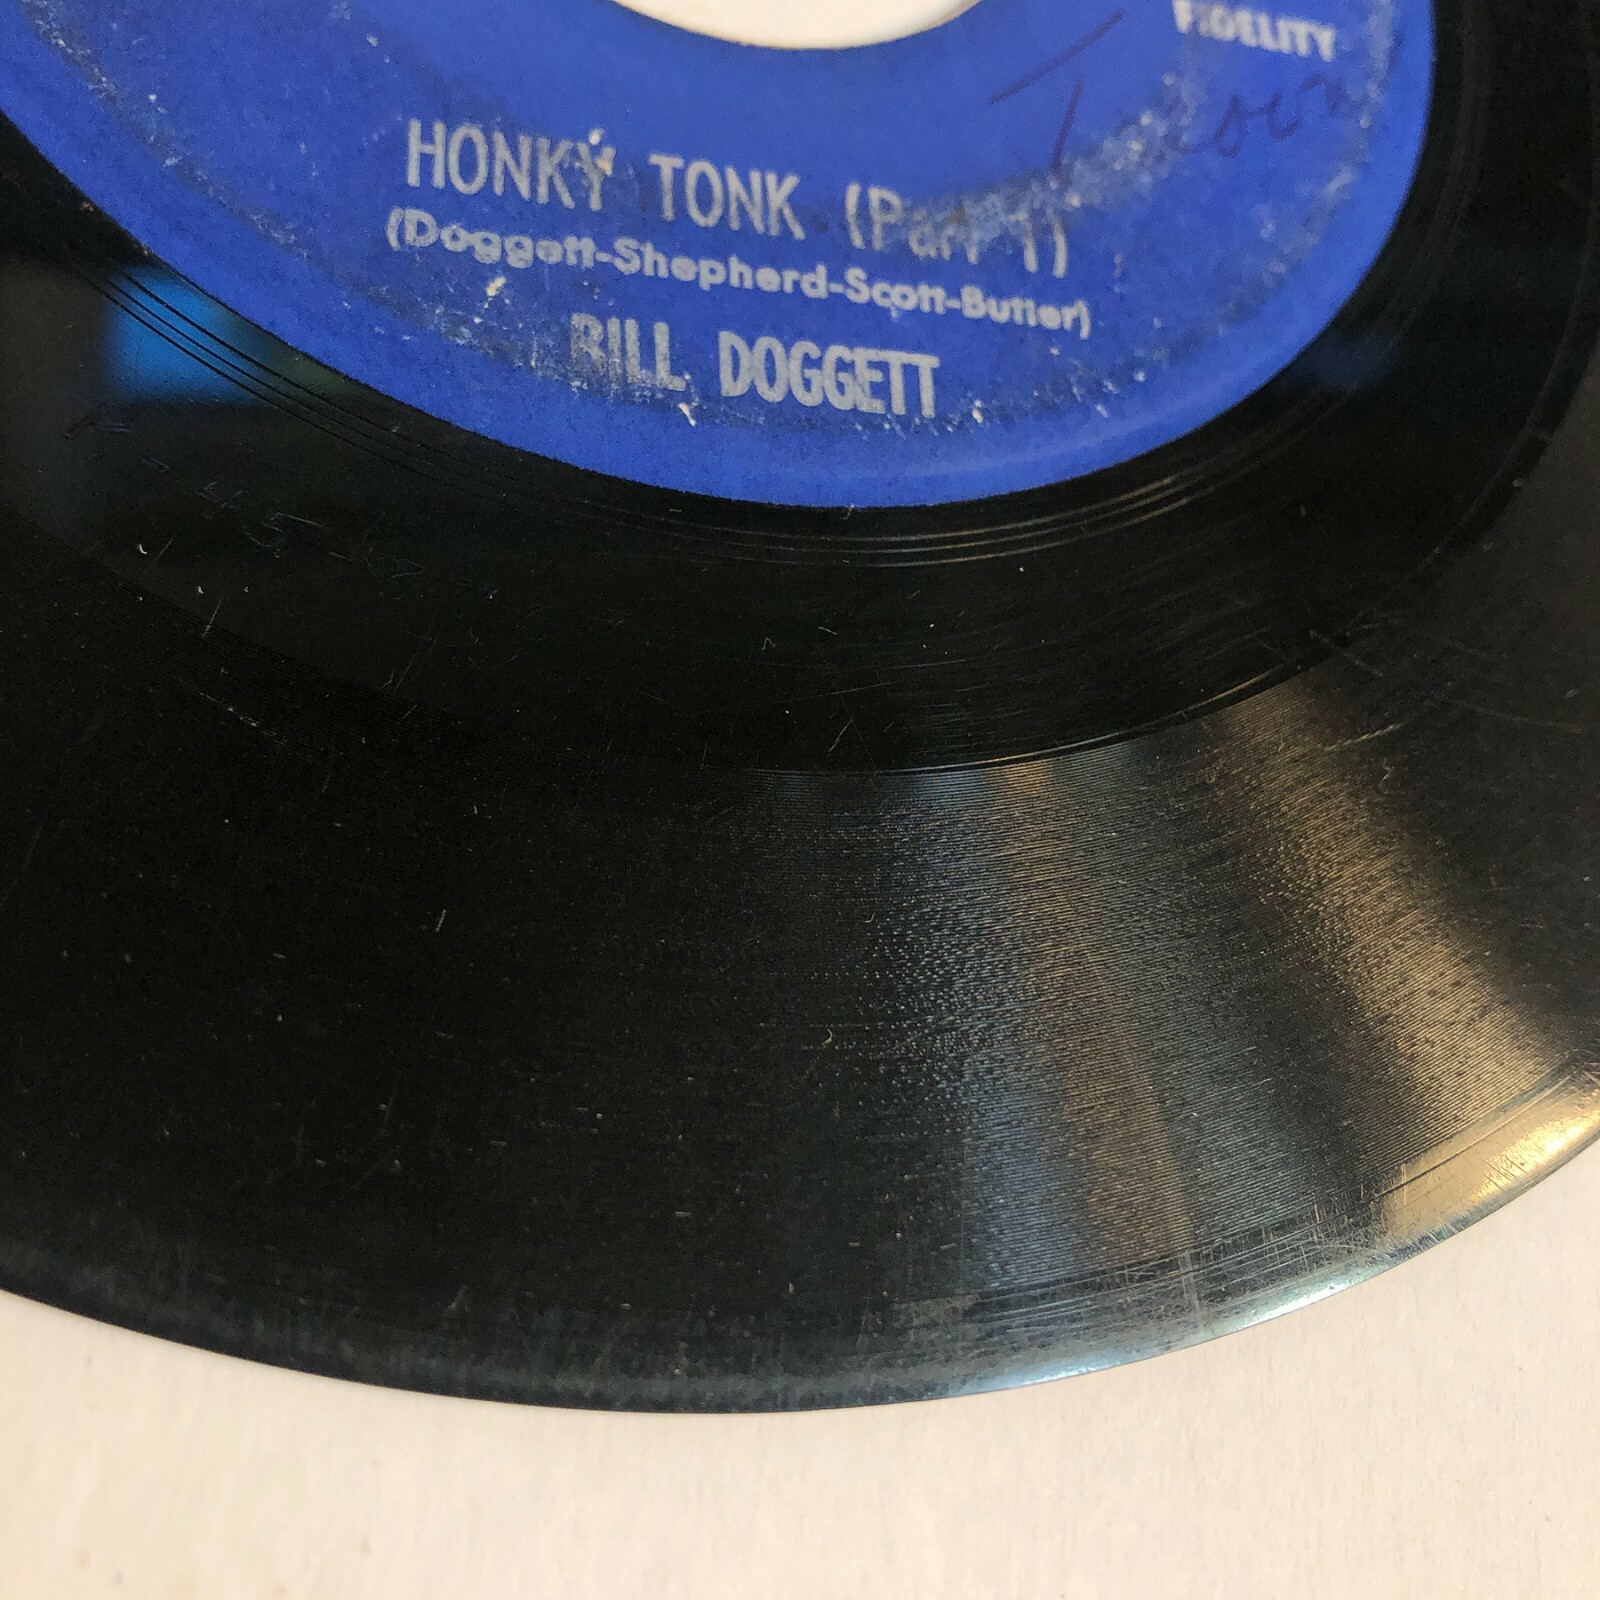 FIDELITY
HONKY TONK (Part 1)
(Doggett-Shepherd-Scott-Butler)
BILL DOGGETT